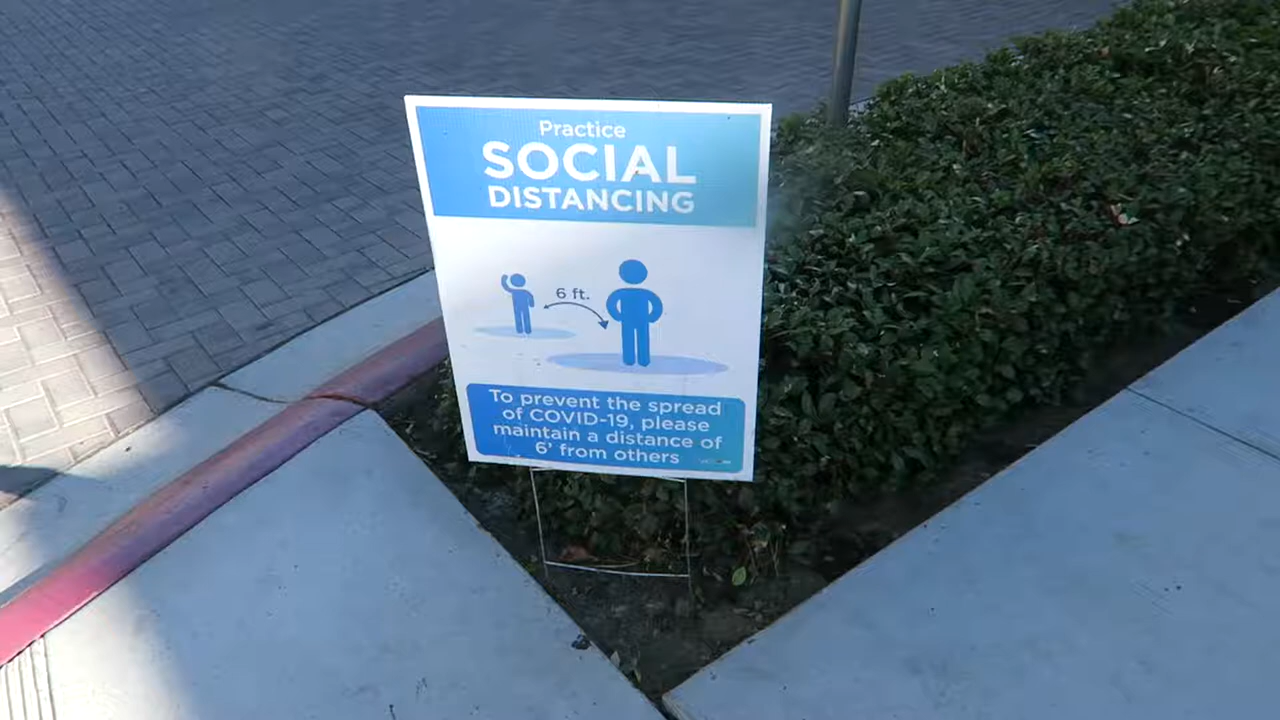 Practice
SOCIAL
DISTANCING
6 ft.
To prevent the spread
of COVID-19, please
maintain a distance of
6' from others